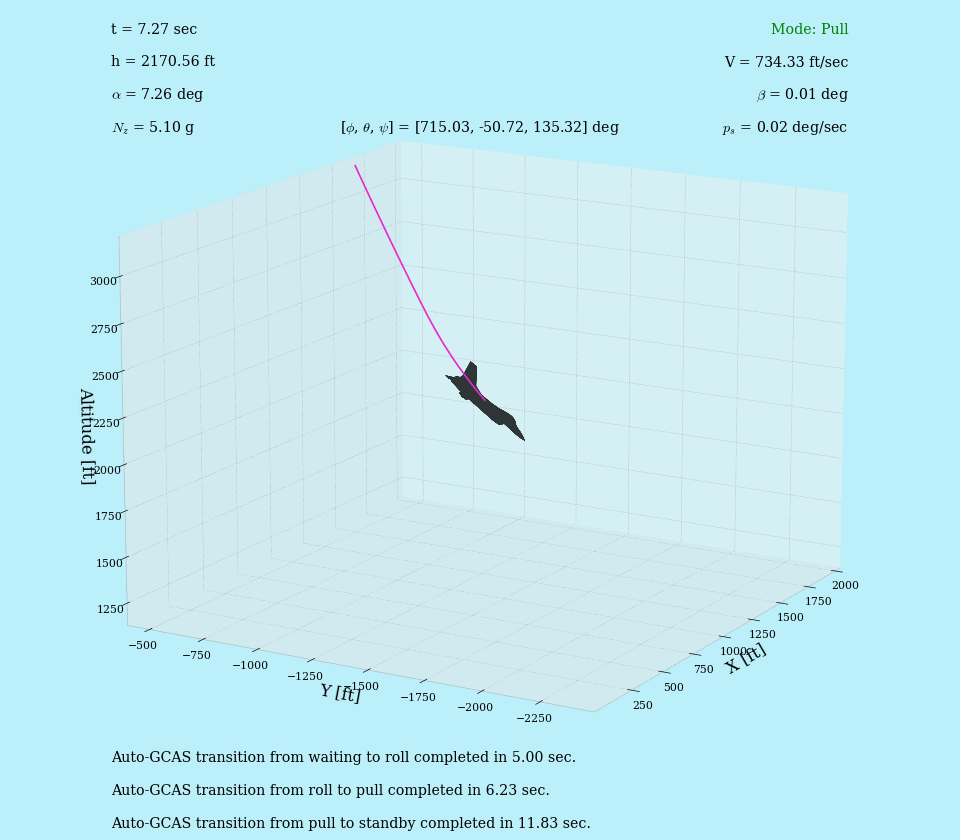 t = 7.27 sec
Mode: Pull
h = 2170.56 ft
V = 734.33 ft/sec
α = 7.26 deg
β = 0.01 deg
N_z = 5.10 g
[ϕ, θ, ψ] = [715.03, -50.72, 135.32] deg
p_s = 0.02 deg/sec
3000
2750
2500
2250
2000
1750
1500
1250
Altitude [ft]
−500
−750
−1000
−1250
−1500
−1750
−2000
−2250
Y [ft]
250
500
750
1000
1250
1500
1750
2000
X [ft]
Auto-GCAS transition from waiting to roll completed in 5.00 sec.
Auto-GCAS transition from roll to pull completed in 6.23 sec.
Auto-GCAS transition from pull to standby completed in 11.83 sec.